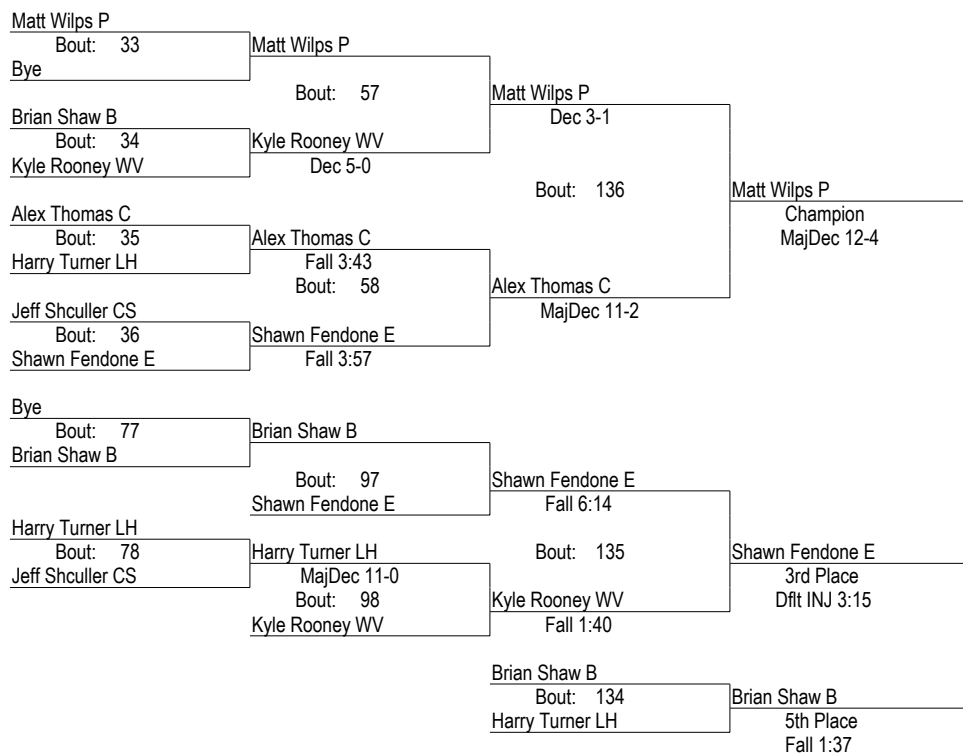 Matt Wilps P
Bout: 33
Matt Wilps P
Bye
Bout: 57
Matt Wilps P
Brian Shaw B
Dec 3-1
Bout: 34
Kyle Rooney WV
Kyle Rooney WV
Dec 5-0
Bout: 136
Matt Wilps P
Alex Thomas C
Champion
Bout: 35
Alex Thomas C
MajDec 12-4
Harry Turner LH
Fall 3:43
Bout: 58
Alex Thomas C
Jeff Shculler CS
MajDec 11-2
Bout: 36
Shawn Fendone E
Shawn Fendone E
Fall 3:57
Bye
Bout: 77
Brian Shaw B
Brian Shaw B
Bout: 97
Shawn Fendone E
Shawn Fendone E
Fall 6:14
Harry Turner LH
Bout: 78
Harry Turner LH
Bout: 135
Shawn Fendone E
Jeff Shculler CS
MajDec 11-0
3rd Place
Bout: 98
Kyle Rooney WV
Dflt INJ 3:15
Kyle Rooney WV
Fall 1:40
Brian Shaw B
Bout: 134
Brian Shaw B
Harry Turner LH
5th Place
Fall 1:37